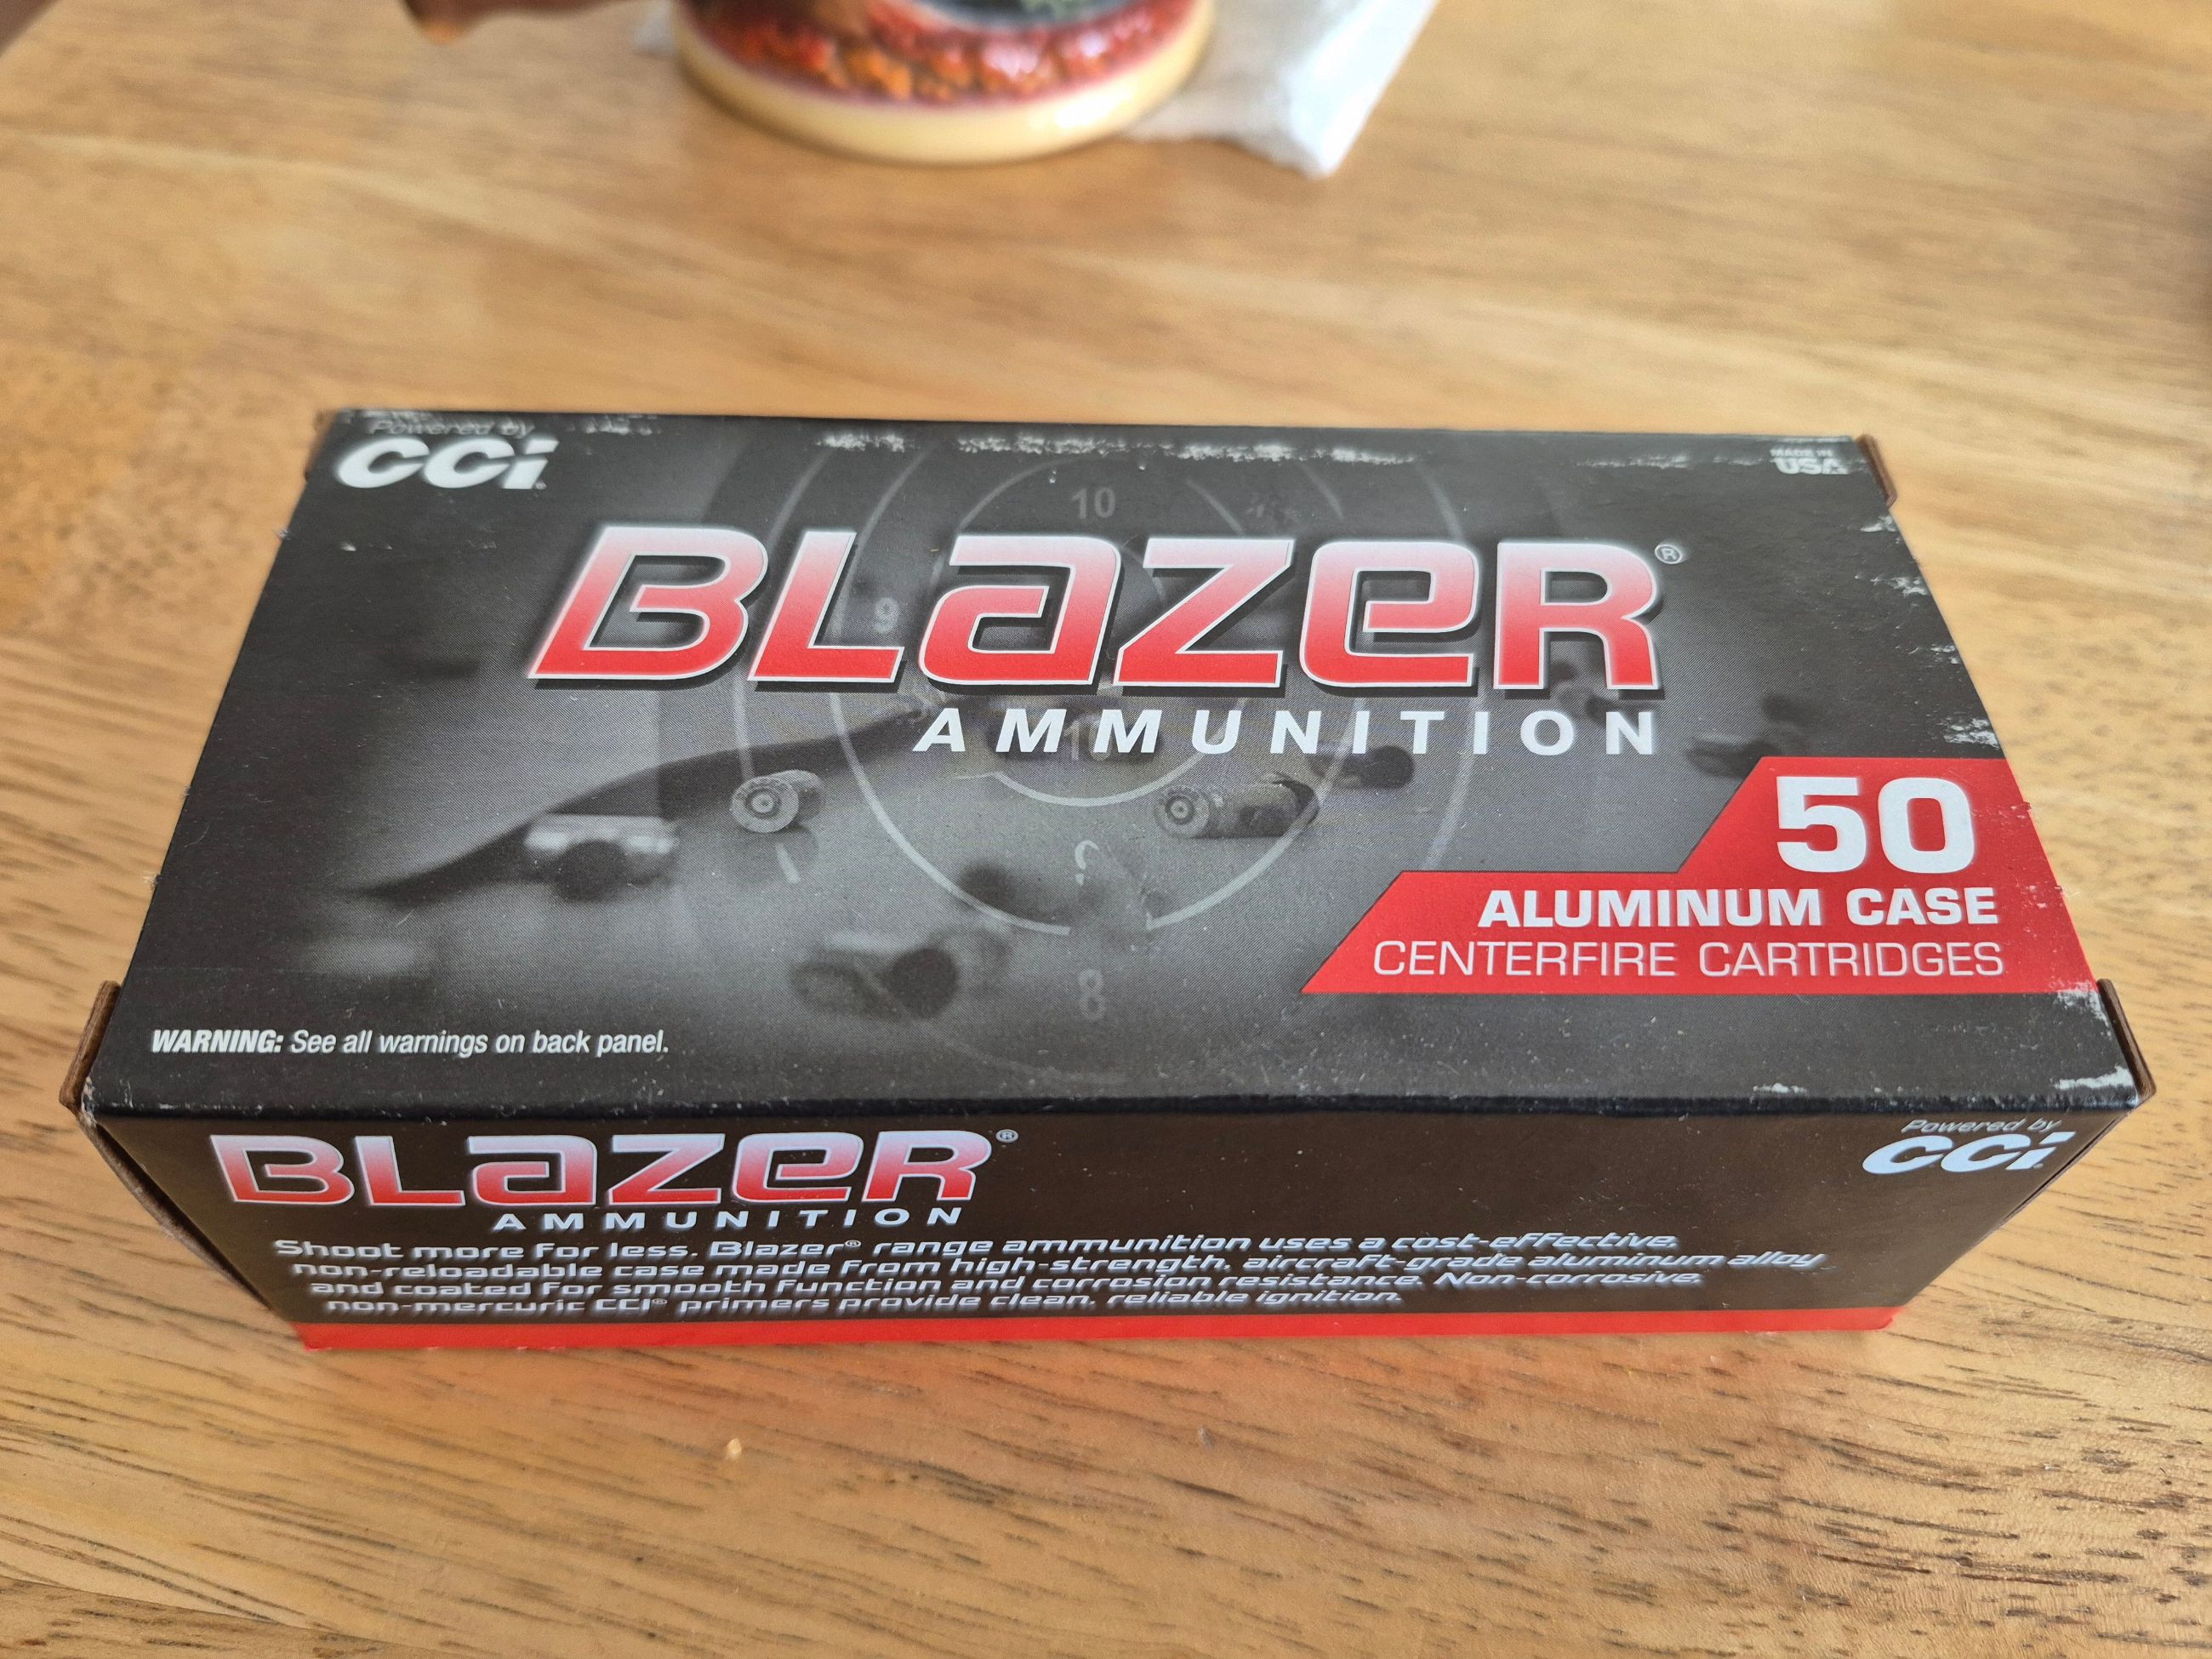 Powered by
CCI
MADE IN
USA
10
BLAZER®
9
AMMUNITION
10
50
ALUMINUM CASE
CENTERFIRE CARTRIDGES
8
WARNING: See all warnings on back panel.
BLAZER®
AMMUNITION
Powered by
CCI
Shoot more for less. Blazer® range ammunition uses a cost-effective,
non-reloadable case made from high-strength, aircraft-grade aluminum alloy
and coated for smooth function and corrosion resistance. Non-corrosive,
non-mercuric CCI® primers provide clean, reliable ignition.